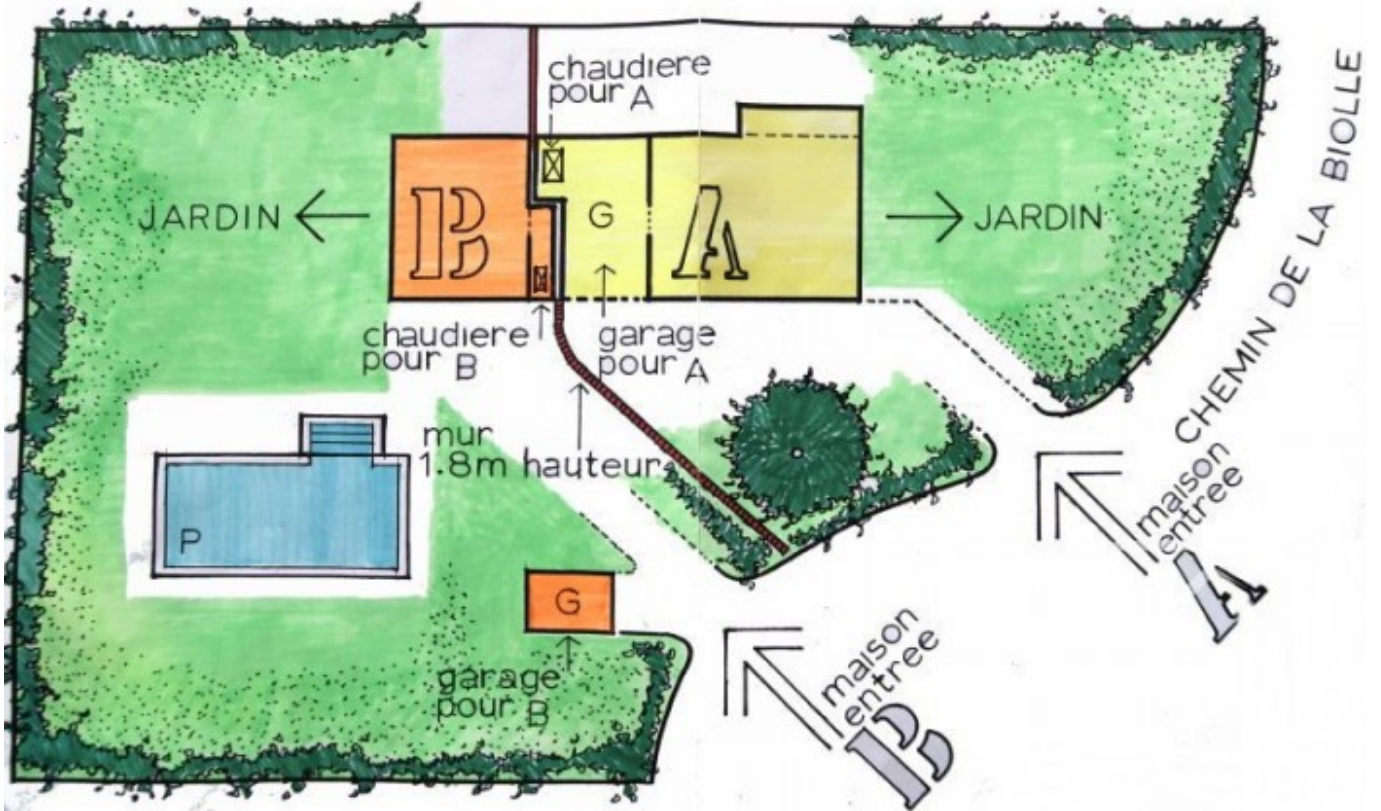 chaudiere
pour A
JARDIN
B
G
A
JARDIN
chaudiere
pour B
garage
pour A
mur
1.8m hauteur
P
G
garage
pour B
CHEMIN DE LA BIOLLE
maison
entree
A
maison
entree
B